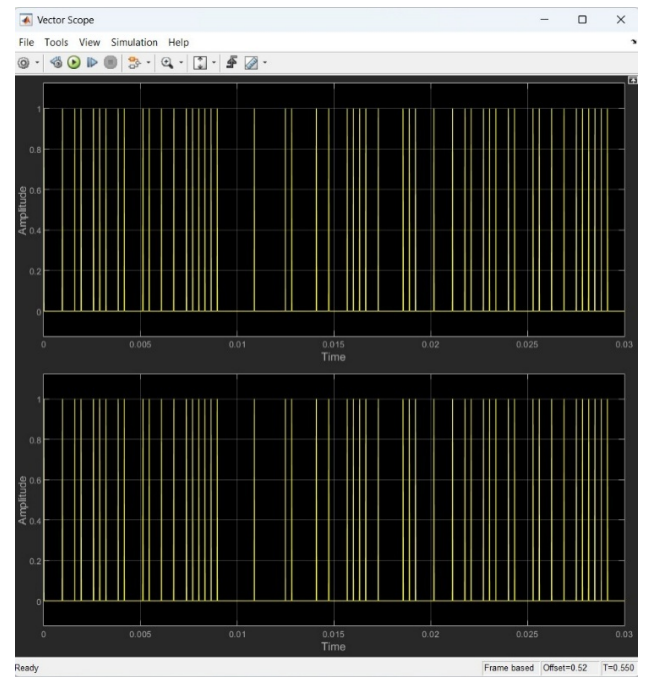 Vector Scope
File Tools View Simulation Help
1
0.8
0.6
0.4
0.2
0
Amplitude
0 0.005 0.01 0.015 0.02 0.025 0.03
Time
1
0.8
0.6
0.4
0.2
0
Amplitude
0 0.005 0.01 0.015 0.02 0.025 0.03
Time
Ready Frame based Offset=0.52 T=0.550